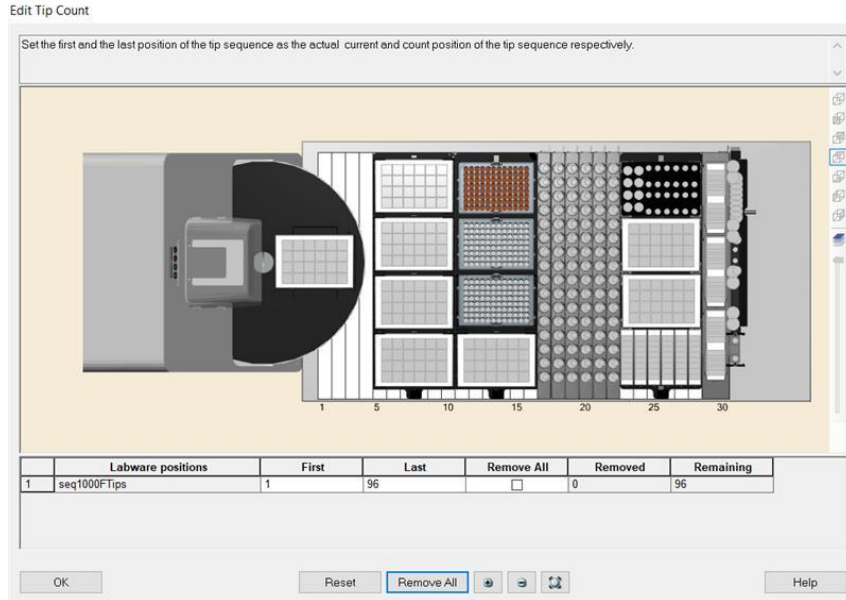 Edit Tip Count
Set the first and the last position of the tip sequence as the actual current and count position of the tip sequence respectively.
1 5 10 15 20 25 30
Labware positions First Last Remove All Removed Remaining
1 seq1000FTips 1 96 0 96
OK Reset Remove All Help